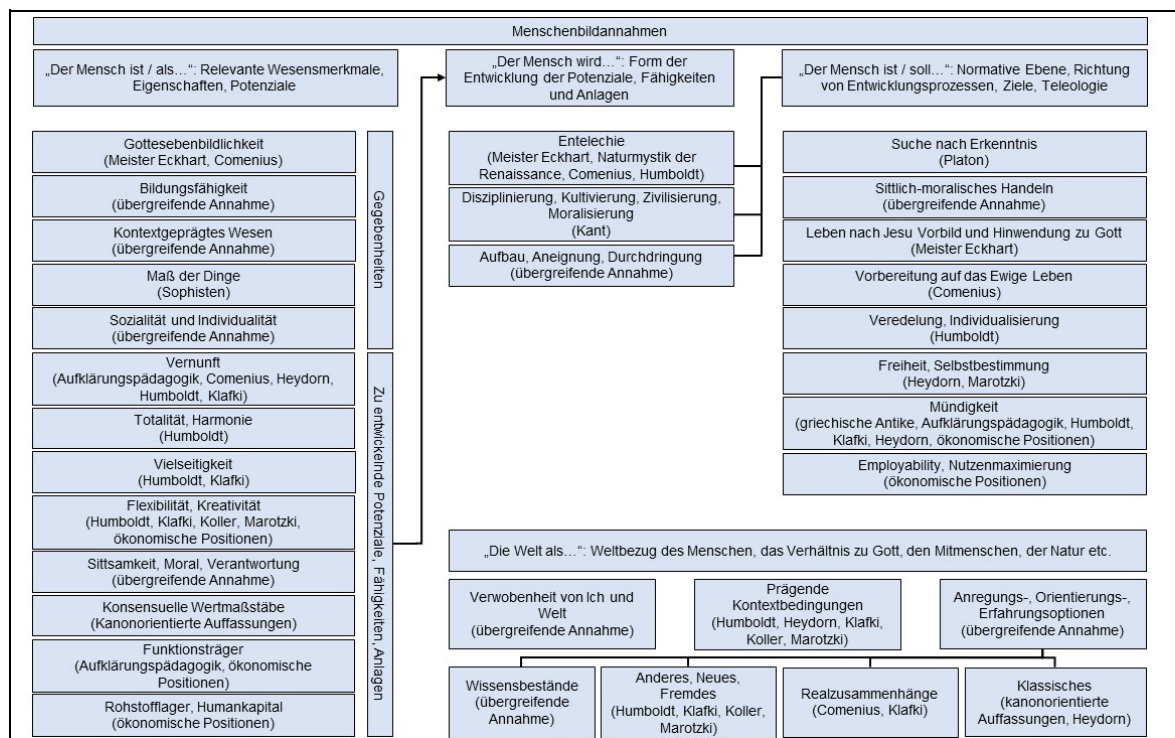 Menschenbildannahmen
„Der Mensch ist / als…“: Relevante Wesensmerkmale,
Eigenschaften, Potenziale
„Der Mensch wird…“: Form der
Entwicklung der Potenziale, Fähigkeiten
und Anlagen
„Der Mensch ist / soll…“: Normative Ebene, Richtung
von Entwicklungsprozessen, Ziele, Teleologie
Gottesebenbildlichkeit
(Meister Eckhart, Comenius)
Bildungsfähigkeit
(übergreifende Annahme)
Kontextgeprägtes Wesen
(übergreifende Annahme)
Maß der Dinge
(Sophisten)
Sozialität und Individualität
(übergreifende Annahme)
Gegebenheiten
Vernunft
(Aufklärungspädagogik, Comenius, Heydorn,
Humboldt, Klafki)
Totalität, Harmonie
(Humboldt)
Vielseitigkeit
(Humboldt, Klafki)
Flexibilität, Kreativität
(Humboldt, Klafki, Koller, Marotzki,
ökonomische Positionen)
Sittsamkeit, Moral, Verantwortung
(übergreifende Annahme)
Konsensuelle Wertmaßstäbe
(Kanonorientierte Auffassungen)
Funktionsträger
(Aufklärungspädagogik, ökonomische
Positionen)
Rohstofflager, Humankapital
(ökonomische Positionen)
Zu entwickelnde Potenziale, Fähigkeiten, Anlagen
Entelechie
(Meister Eckhart, Naturmystik der
Renaissance, Comenius, Humboldt)
Disziplinierung, Kultivierung, Zivilisierung,
Moralisierung
(Kant)
Aufbau, Aneignung, Durchdringung
(übergreifende Annahme)
Suche nach Erkenntnis
(Platon)
Sittlich-moralisches Handeln
(übergreifende Annahme)
Leben nach Jesu Vorbild und Hinwendung zu Gott
(Meister Eckhart)
Vorbereitung auf das Ewige Leben
(Comenius)
Veredelung, Individualisierung
(Humboldt)
Freiheit, Selbstbestimmung
(Heydorn, Marotzki)
Mündigkeit
(griechische Antike, Aufklärungspädagogik, Humboldt,
Klafki, Heydorn, ökonomische Positionen)
Employability, Nutzenmaximierung
(ökonomische Positionen)
„Die Welt als…“: Weltbezug des Menschen, das Verhältnis zu Gott, den Mitmenschen, der Natur etc.
Verwobenheit von Ich und
Welt
(übergreifende Annahme)
Prägende
Kontextbedingungen
(Humboldt, Heydorn, Klafki,
Koller, Marotzki)
Anregungs-, Orientierungs-,
Erfahrungsoptionen
(übergreifende Annahme)
Wissensbestände
(übergreifende
Annahme)
Anderes, Neues,
Fremdes
(Humboldt, Klafki, Koller,
Marotzki)
Realzusammenhänge
(Comenius, Klafki)
Klassisches
(kanonorientierte
Auffassungen, Heydorn)